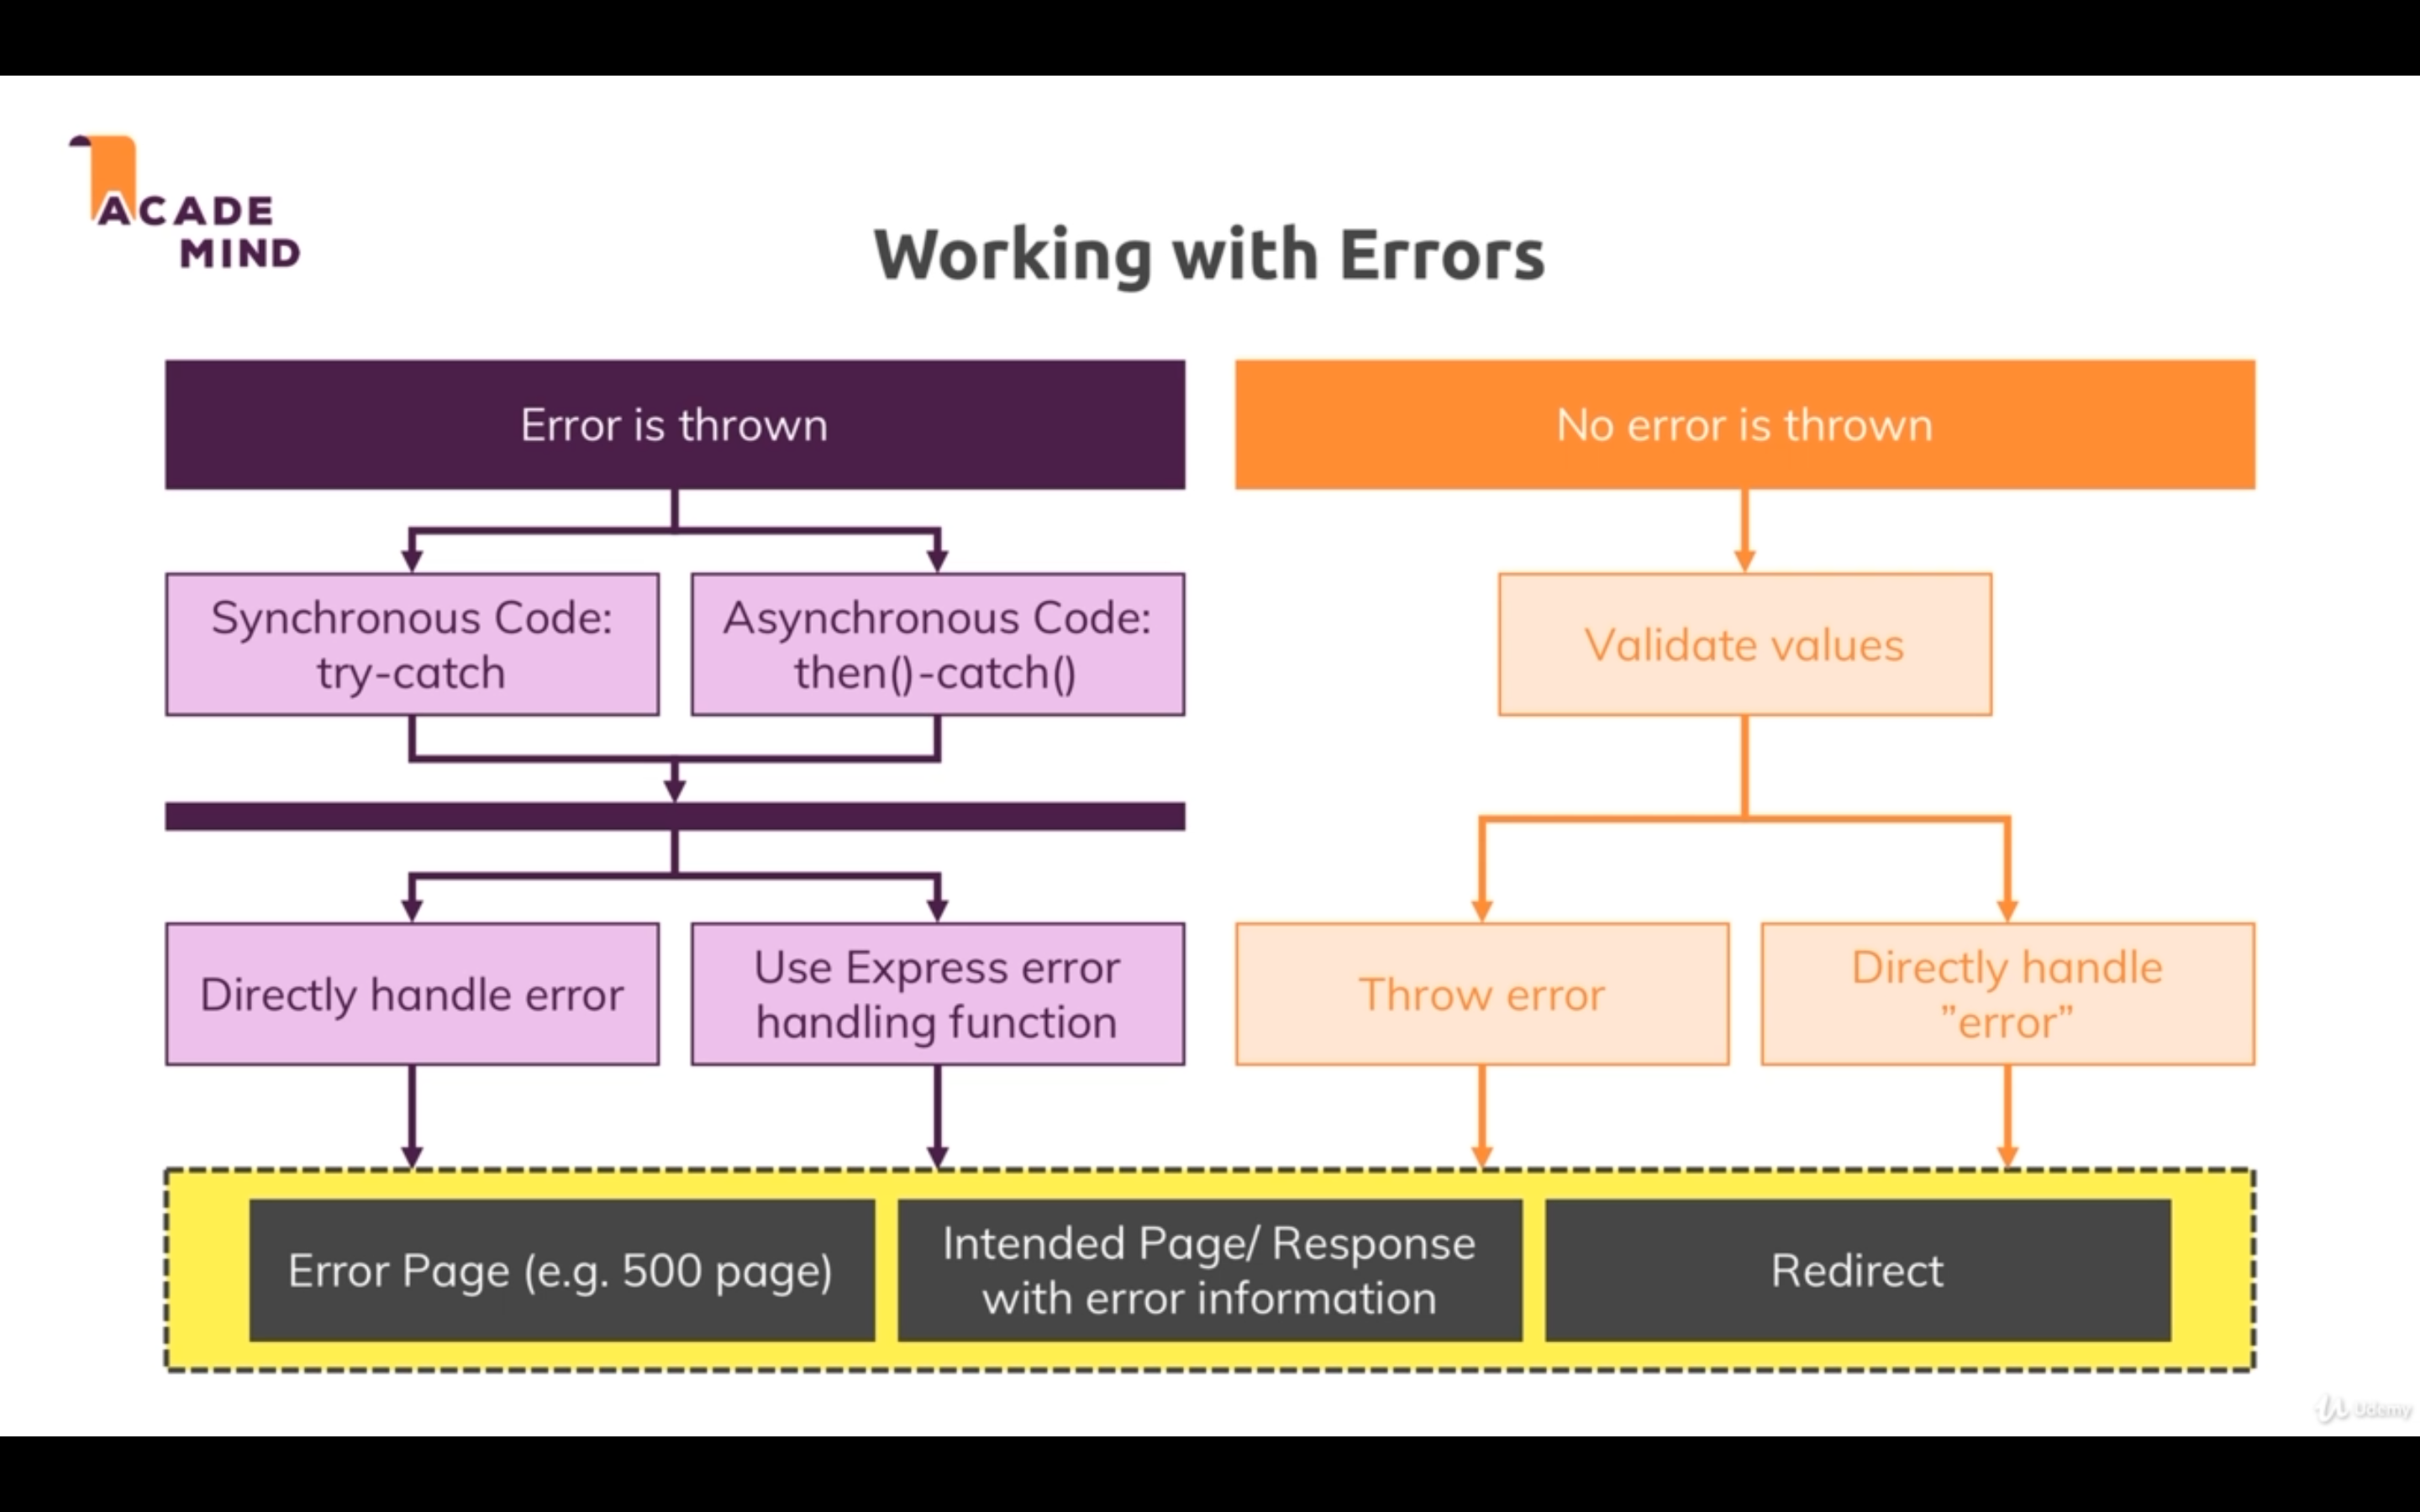 ACADE
MIND
Working with Errors
Error is thrown
No error is thrown
Synchronous Code:
try-catch
Asynchronous Code:
then()-catch()
Validate values
Directly handle error
Use Express error
handling function
Throw error
Directly handle
”error”
Error Page (e.g. 500 page)
Intended Page/ Response
with error information
Redirect
Udemy